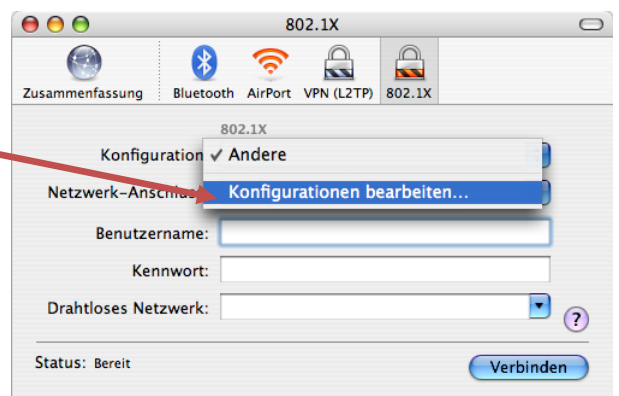 802.1X
Zusammenfassung Bluetooth AirPort VPN (L2TP) 802.1X
802.1X
Konfiguration ✓ Andere
Netzwerk-Anschluss Konfigurationen bearbeiten...
Benutzername:
Kennwort:
Drahtloses Netzwerk: ?
Status: Bereit Verbinden